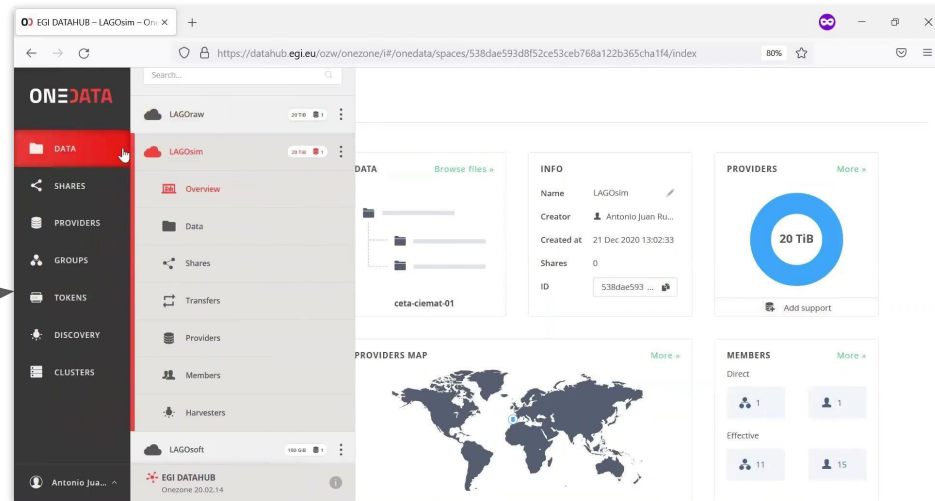 EGI DATAHUB – LAGOsim – On
https://datahub.egi.eu/ozw/onezone/i#/onedata/spaces/538dae593d8f52ce53ceb768a122b365cha1f4/index
80%
ONEDATA
DATA
SHARES
PROVIDERS
GROUPS
TOKENS
DISCOVERY
CLUSTERS
Antonio Jua...
Search...
LAGOraw
20 TiB 1
LAGOsim
20 TiB 1
Overview
Data
Shares
Transfers
Providers
Members
Harvesters
LAGOsoft
100 GiB 1
EGI DATAHUB
Onezone 20.02.14
DATA
Browse files »
ceta-ciemat-01
INFO
Name LAGOsim
Creator Antonio Juan Ru...
Created at 21 Dec 2020 13:02:33
Shares 0
ID 538dae593 ...
PROVIDERS
More »
20 TiB
Add support
PROVIDERS MAP
More »
MEMBERS
More »
Direct
1 1
Effective
11 15